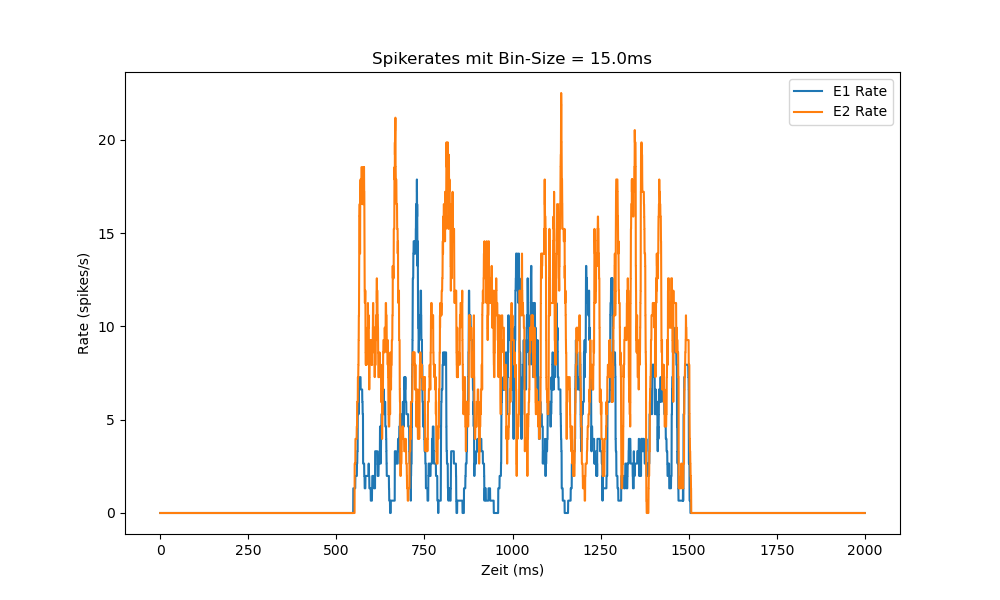 Spikerates mit Bin-Size = 15.0ms
E1 Rate
E2 Rate
Rate (spikes/s)
20
15
10
5
0
0 250 500 750 1000 1250 1500 1750 2000
Zeit (ms)